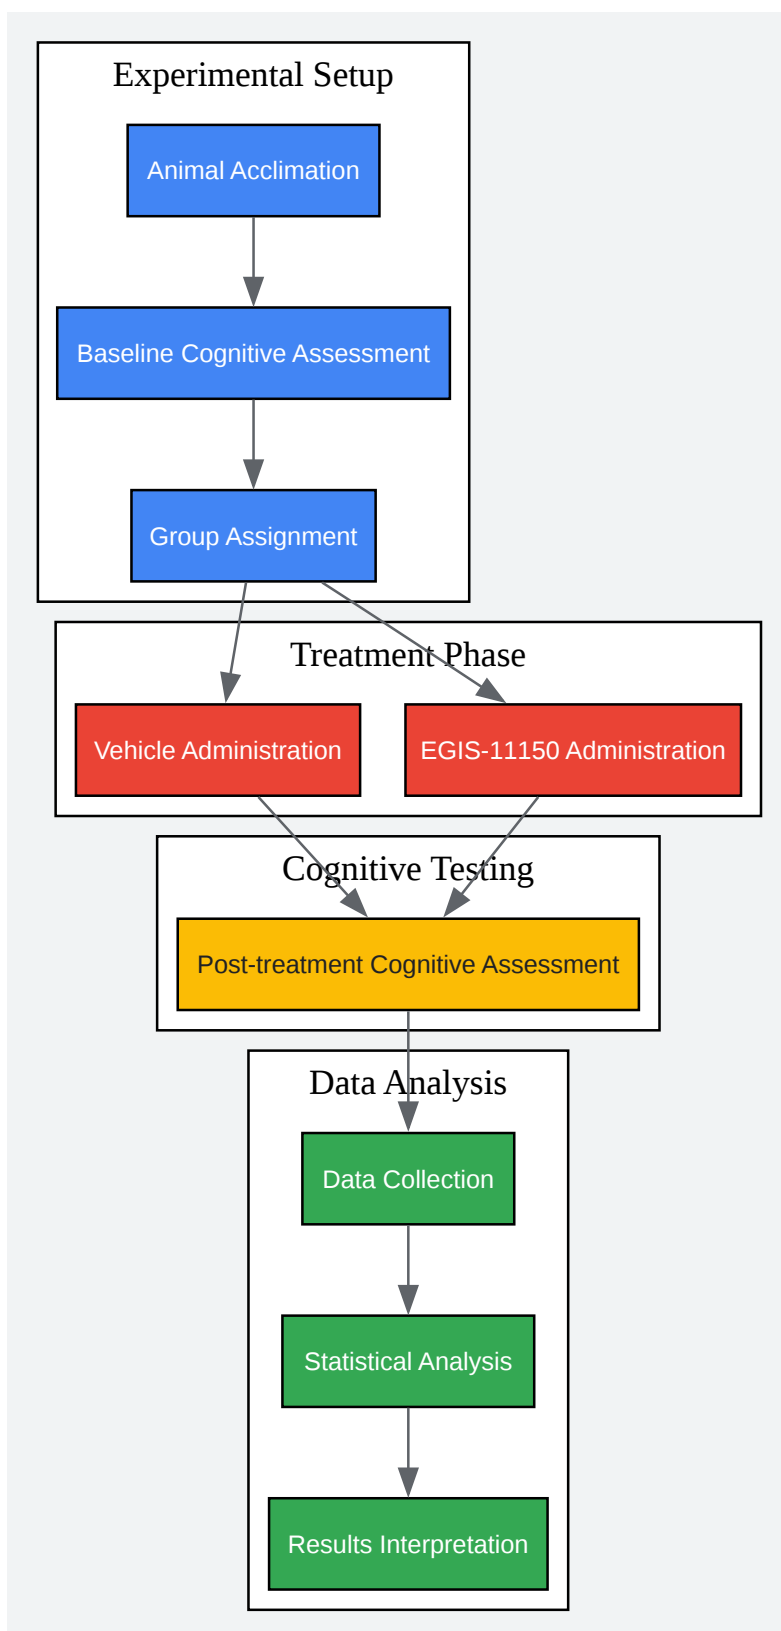 Experimental Setup
Animal Acclimation
Baseline Cognitive Assessment
Group Assignment
Treatment Phase
Vehicle Administration
EGIS-11150 Administration
Cognitive Testing
Post-treatment Cognitive Assessment
Data Analysis
Data Collection
Statistical Analysis
Results Interpretation